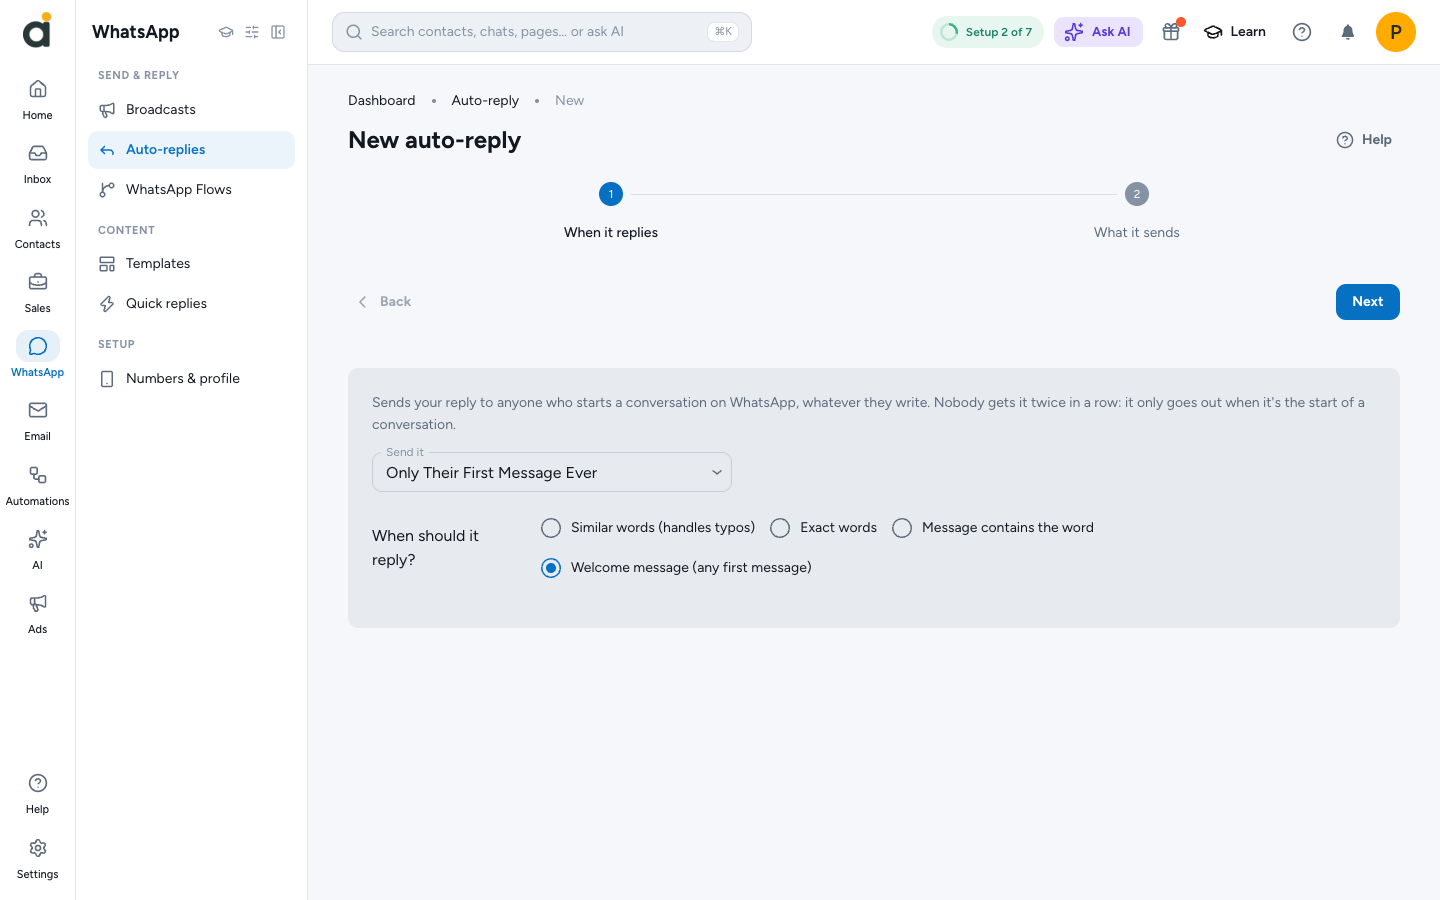 WhatsApp
Search contacts, chats, pages... or ask AI
⌘K
Setup 2 of 7
Ask AI
Learn
P
Home
Inbox
Contacts
Sales
WhatsApp
Email
Automations
AI
Ads
Help
Settings
SEND & REPLY
Broadcasts
Auto-replies
WhatsApp Flows
CONTENT
Templates
Quick replies
SETUP
Numbers & profile
Dashboard • Auto-reply • New
New auto-reply
Help
1
2
When it replies
What it sends
Back
Next
Sends your reply to anyone who starts a conversation on WhatsApp, whatever they write. Nobody gets it twice in a row: it only goes out when it's the start of a
conversation.
Send it
Only Their First Message Ever
When should it
reply?
Similar words (handles typos)
Exact words
Message contains the word
Welcome message (any first message)